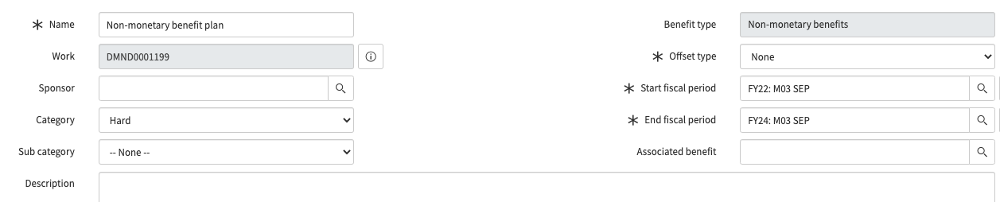 Name Non-monetary benefit plan Benefit type Non-monetary benefits
Work DMND0001199 Offset type None
Sponsor Start fiscal period FY22: M03 SEP
Category Hard End fiscal period FY24: M03 SEP
Sub category -- None -- Associated benefit
Description